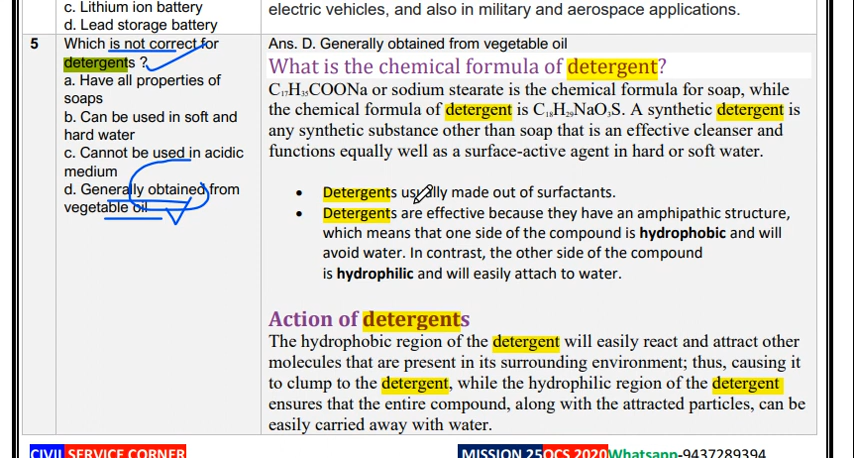 c. Lithium ion battery
d. Lead storage battery
electric vehicles, and also in military and aerospace applications.
5
Which is not correct for
detergents ?
a. Have all properties of
soaps
b. Can be used in soft and
hard water
c. Cannot be used in acidic
medium
d. Generally obtained from
vegetable oil
Ans. D. Generally obtained from vegetable oil
What is the chemical formula of detergent?
C₁₇H₃₅COONa or sodium stearate is the chemical formula for soap, while
the chemical formula of detergent is C₁₈H₂₉NaO₃S. A synthetic detergent is
any synthetic substance other than soap that is an effective cleanser and
functions equally well as a surface-active agent in hard or soft water.
• Detergents usually made out of surfactants.
• Detergents are effective because they have an amphipathic structure,
which means that one side of the compound is hydrophobic and will
avoid water. In contrast, the other side of the compound
is hydrophilic and will easily attach to water.
Action of detergents
The hydrophobic region of the detergent will easily react and attract other
molecules that are present in its surrounding environment; thus, causing it
to clump to the detergent, while the hydrophilic region of the detergent
ensures that the entire compound, along with the attracted particles, can be
easily carried away with water.
CIVIL SERVICE CORNER
MISSION 25OCS 2020Whatsapp-9437289394